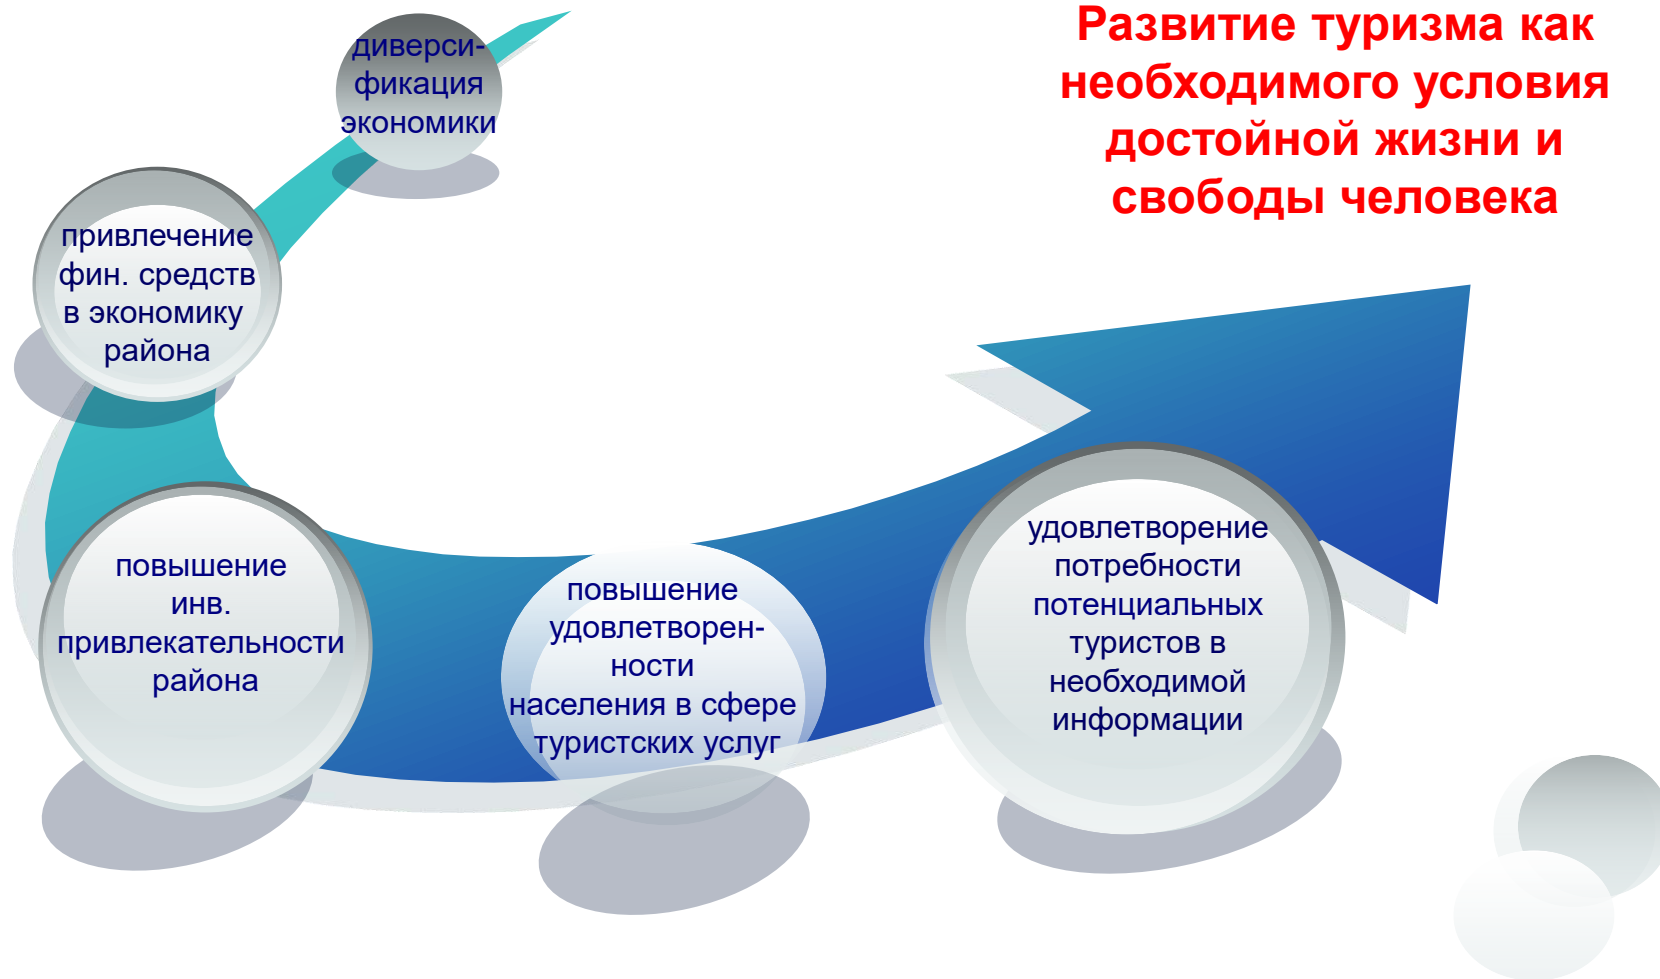 Развитие туризма как
необходимого условия
достойной жизни и
свободы человека
диверси-
фикация
экономики
привлечение
фин. средств
в экономику
района
повышение
инв.
привлекательности
района
повышение
удовлетворен-
ности
населения в сфере
туристских услуг
удовлетворение
потребности
потенциальных
туристов в
необходимой
информации